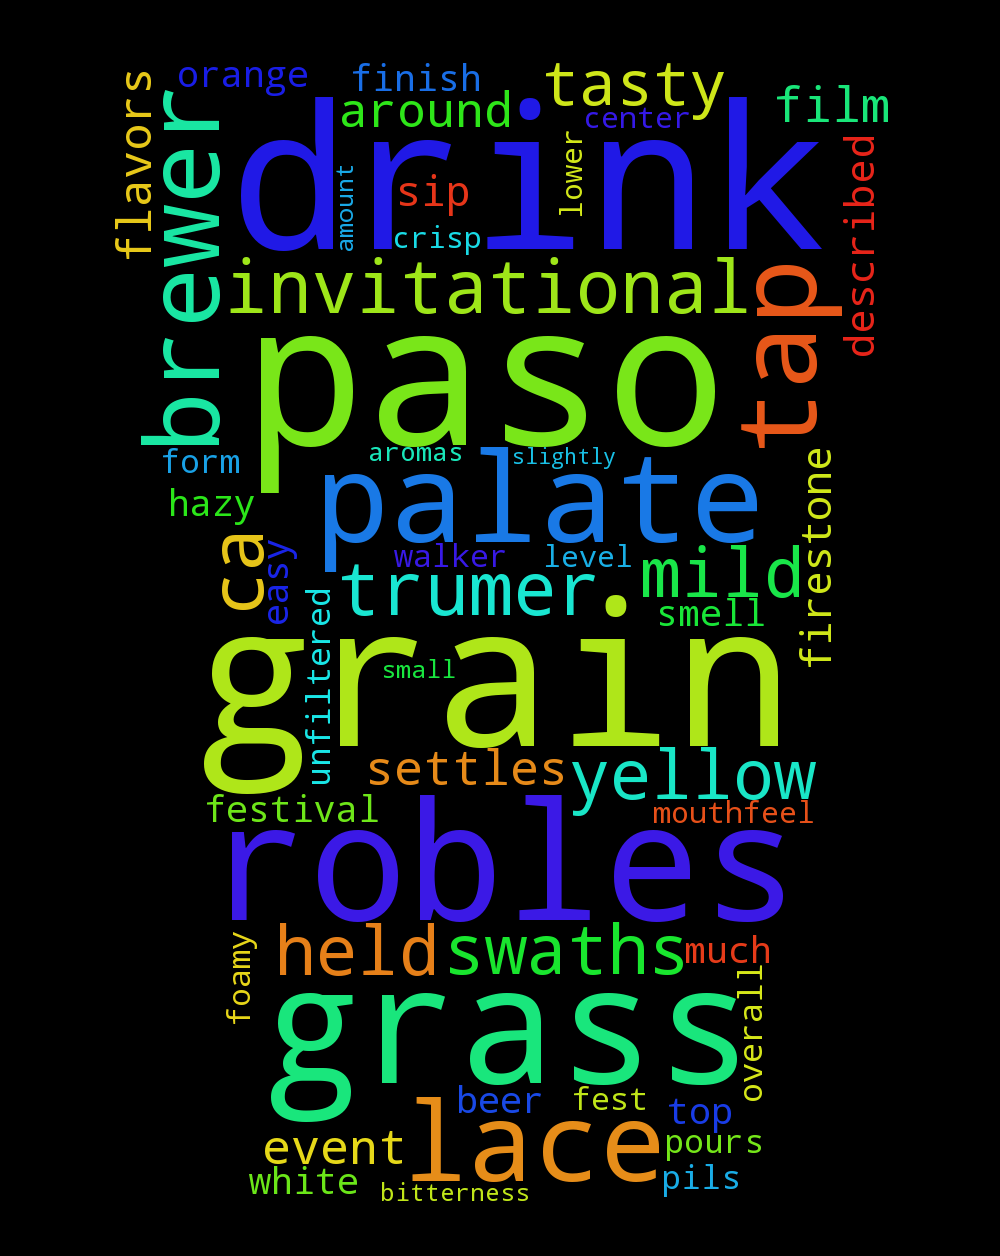 orange
finish
tasty
flavors
brewer
drink
around
center
film
amount
sip
lower
crisp
described
invitational
tap
paso
form
aromas
slightly
hazy
palate
firestone
ca
easy
walker
level
trumer
mild
smell
unfiltered
grain
small
settles
yellow
festival
mouthfeel
robles
foamy
held
swaths
much
grass
overall
beer
fest
top
event
lace
pours
white
bitterness
pils